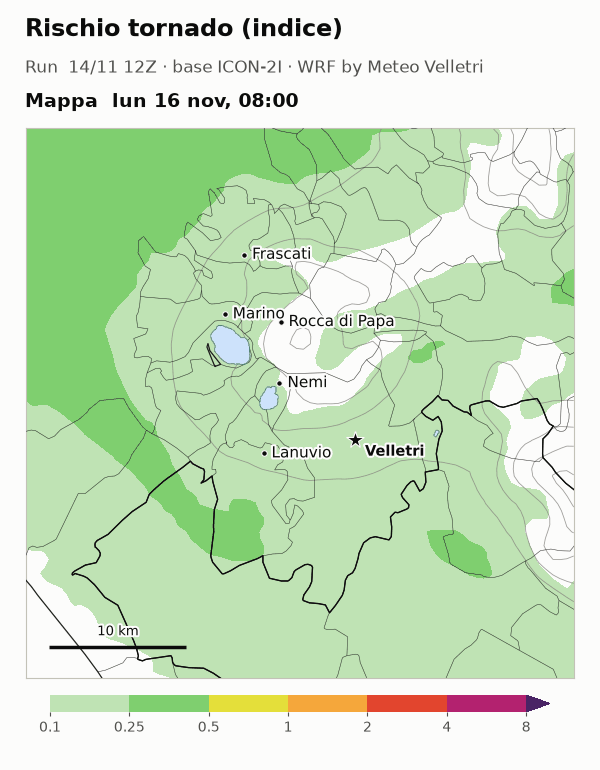 Rischio tornado (indice)
Run  14/11 12Z · base ICON-2I · WRF by Meteo Velletri
Mappa  lun 16 nov, 08:00
Frascati
Marino
Rocca di Papa
Nemi
Velletri
Lanuvio
10 km
0.1 0.25 0.5 1 2 4 8